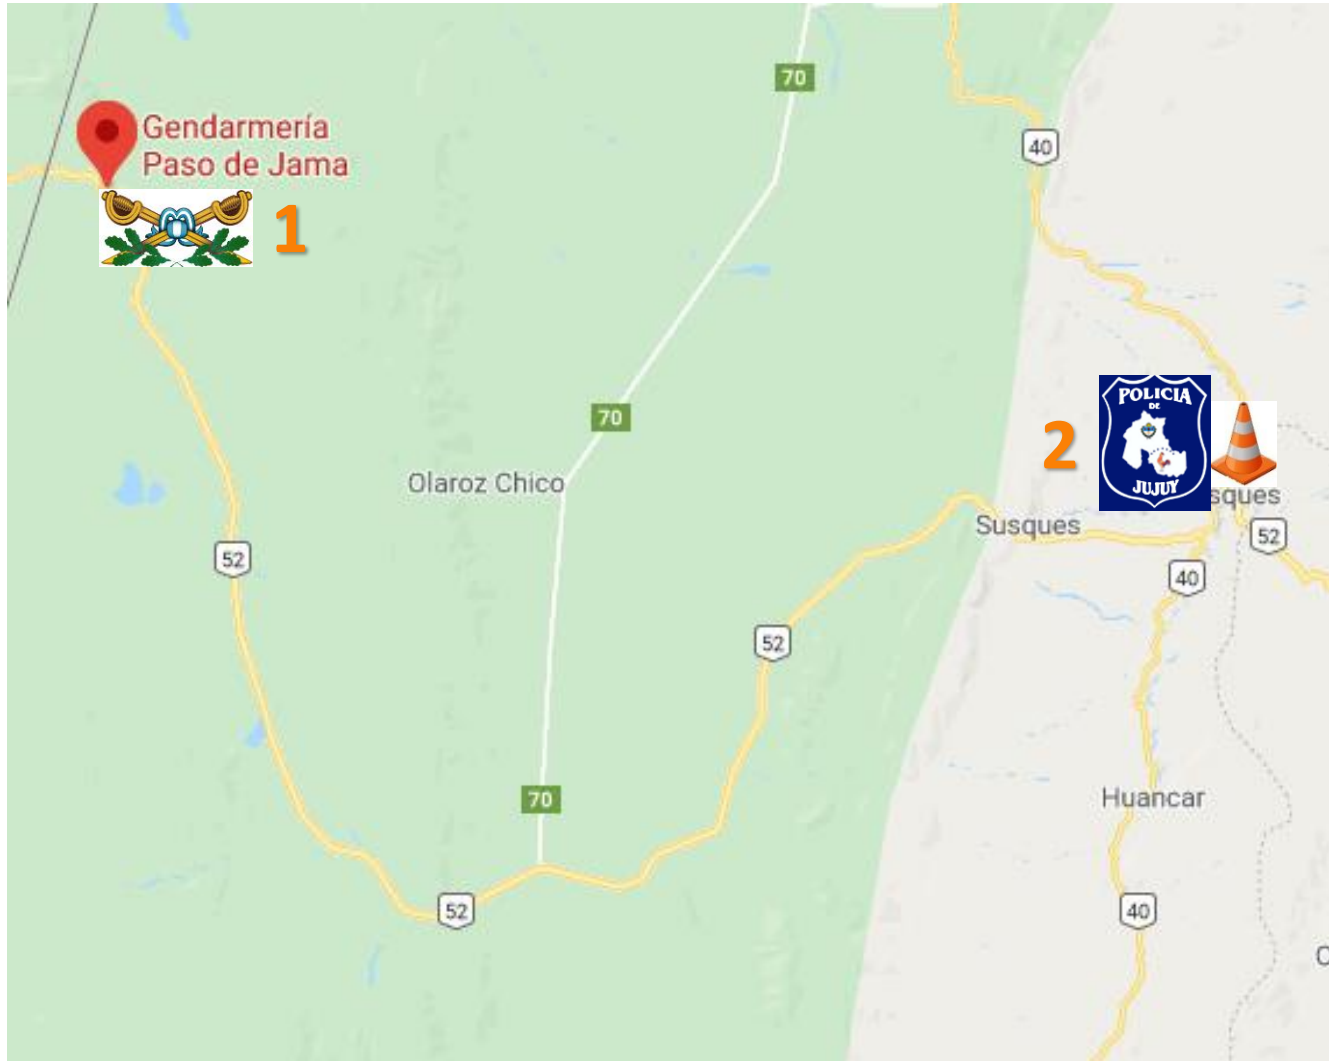 70
Gendarmería
Paso de Jama
40
1
POLICIA
DE
JUJUY
2
70
Olaroz Chico
sques
Susques
52
52
40
52
70
Huancar
52
40
C